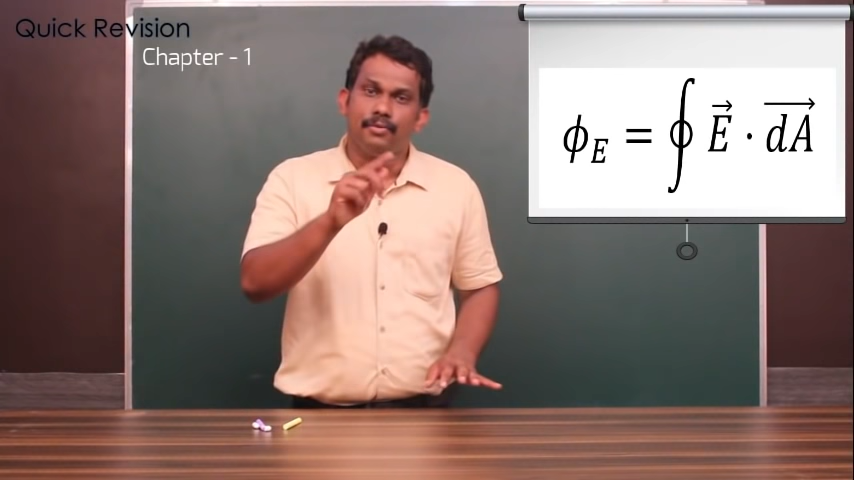 Quick Revision
Chapter - 1
$\phi_E = \oint \vec{E} \cdot \overrightarrow{dA}$